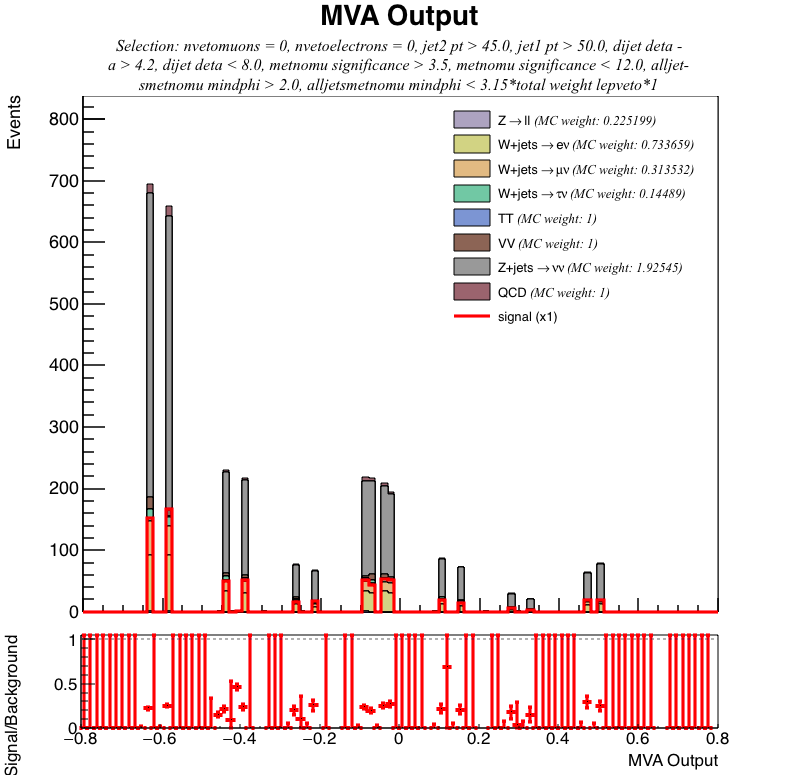 MVA Output
Selection: nvetomuons = 0, nvetoelectrons = 0, jet2 pt > 45.0, jet1 pt > 50.0, dijet deta -
a > 4.2, dijet deta < 8.0, metnomu significance > 3.5, metnomu significance < 12.0, alljet-
smetnomu mindphi > 2.0, alljetsmetnomu mindphi < 3.15*total weight lepveto*1
Events
800
700
600
500
400
300
200
100
0
Z→ll (MC weight: 0.225199)
W+jets→eν (MC weight: 0.733659)
W+jets→μν (MC weight: 0.313532)
W+jets→τν (MC weight: 0.14489)
TT (MC weight: 1)
VV (MC weight: 1)
Z+jets→νν (MC weight: 1.92545)
QCD (MC weight: 1)
signal (x1)
Signal/Background
1
0.5
0
−0.8 −0.6 −0.4 −0.2 0 0.2 0.4 0.6 0.8
MVA Output